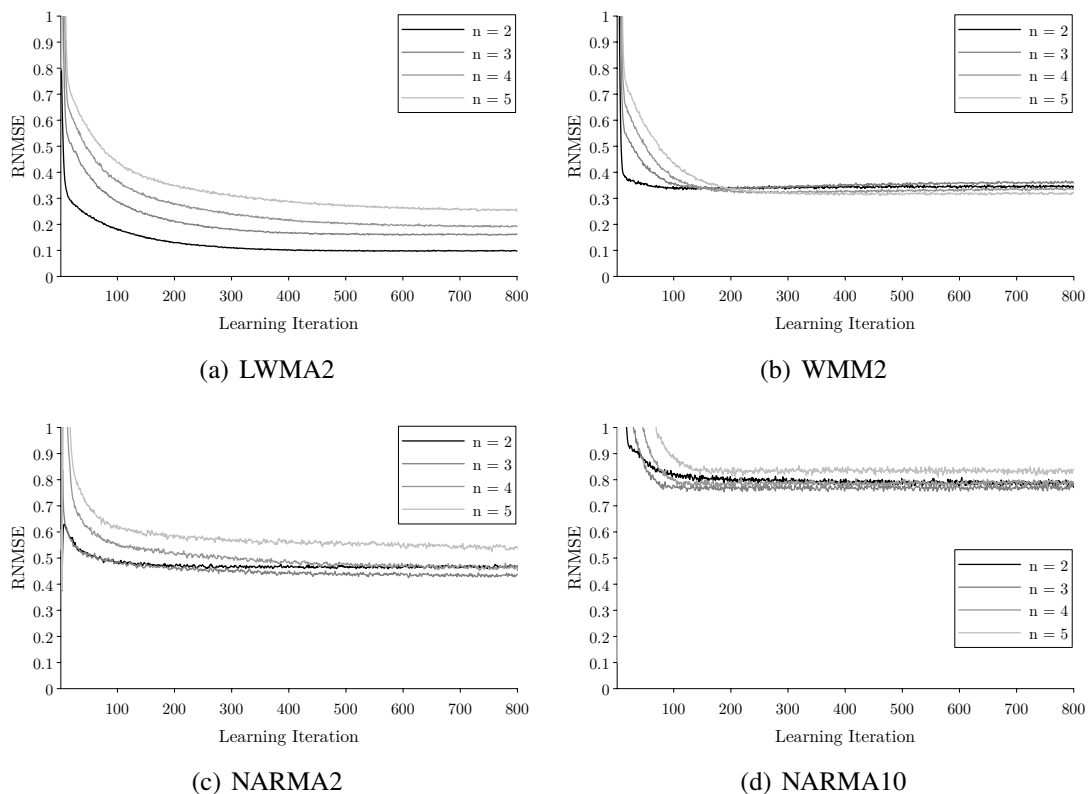 1
0.9
0.8
0.7
0.6
0.5
0.4
0.3
0.2
0.1
0
RNMSE
n = 2
n = 3
n = 4
n = 5
100 200 300 400 500 600 700 800
Learning Iteration
(a) LWMA2
1
0.9
0.8
0.7
0.6
0.5
0.4
0.3
0.2
0.1
0
RNMSE
n = 2
n = 3
n = 4
n = 5
100 200 300 400 500 600 700 800
Learning Iteration
(b) WMM2
1
0.9
0.8
0.7
0.6
0.5
0.4
0.3
0.2
0.1
0
RNMSE
n = 2
n = 3
n = 4
n = 5
100 200 300 400 500 600 700 800
Learning Iteration
(c) NARMA2
1
0.9
0.8
0.7
0.6
0.5
0.4
0.3
0.2
0.1
0
RNMSE
n = 2
n = 3
n = 4
n = 5
100 200 300 400 500 600 700 800
Learning Iteration
(d) NARMA10